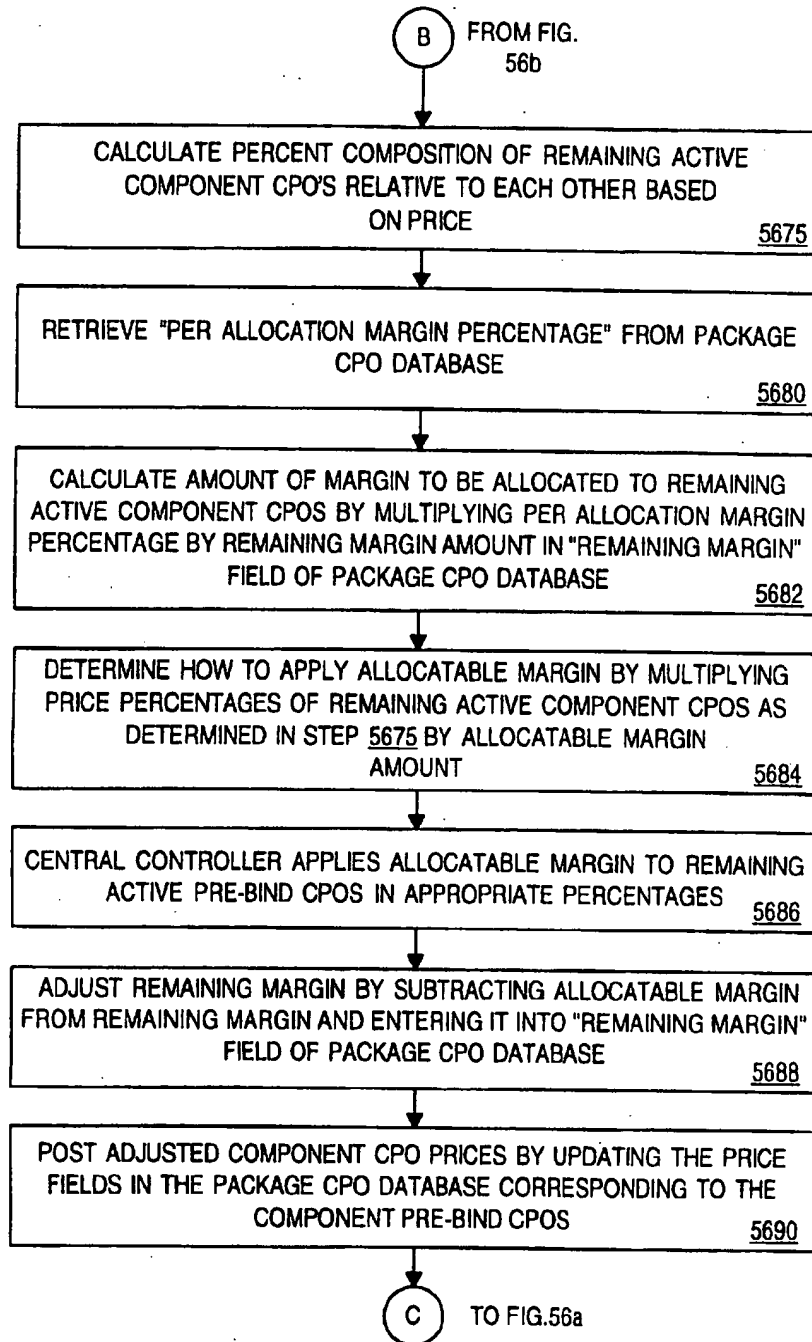 B FROM FIG.
56b
CALCULATE PERCENT COMPOSITION OF REMAINING ACTIVE
COMPONENT CPO'S RELATIVE TO EACH OTHER BASED
ON PRICE
5675
RETRIEVE "PER ALLOCATION MARGIN PERCENTAGE" FROM PACKAGE
CPO DATABASE
5680
CALCULATE AMOUNT OF MARGIN TO BE ALLOCATED TO REMAINING
ACTIVE COMPONENT CPOS BY MULTIPLYING PER ALLOCATION MARGIN
PERCENTAGE BY REMAINING MARGIN AMOUNT IN "REMAINING MARGIN"
FIELD OF PACKAGE CPO DATABASE
5682
DETERMINE HOW TO APPLY ALLOCATABLE MARGIN BY MULTIPLYING
PRICE PERCENTAGES OF REMAINING ACTIVE COMPONENT CPOS AS
DETERMINED IN STEP 5675 BY ALLOCATABLE MARGIN
AMOUNT
5684
CENTRAL CONTROLLER APPLIES ALLOCATABLE MARGIN TO REMAINING
ACTIVE PRE-BIND CPOS IN APPROPRIATE PERCENTAGES
5686
ADJUST REMAINING MARGIN BY SUBTRACTING ALLOCATABLE MARGIN
FROM REMAINING MARGIN AND ENTERING IT INTO "REMAINING MARGIN"
FIELD OF PACKAGE CPO DATABASE
5688
POST ADJUSTED COMPONENT CPO PRICES BY UPDATING THE PRICE
FIELDS IN THE PACKAGE CPO DATABASE CORRESPONDING TO THE
COMPONENT PRE-BIND CPOS
5690
C TO FIG.56a